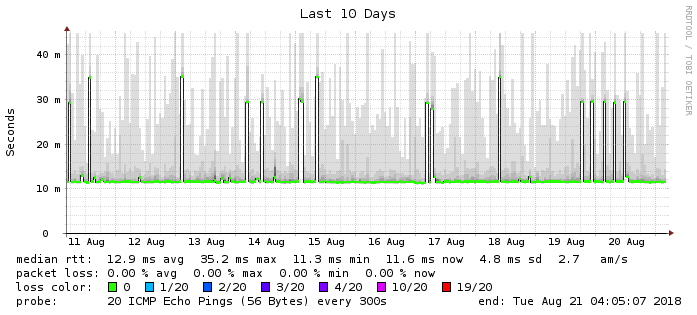 Last 10 Days
RRDTOOL / TOBI OETIKER
Seconds
40 m
30 m
20 m
10 m
0
11 Aug 12 Aug 13 Aug 14 Aug 15 Aug 16 Aug 17 Aug 18 Aug 19 Aug 20 Aug
median rtt: 12.9 ms avg 35.2 ms max 11.3 ms min 11.6 ms now 4.8 ms sd 2.7 am/s
packet loss: 0.00 % avg 0.00 % max 0.00 % min 0.00 % now
loss color: 0 1/20 2/20 3/20 4/20 10/20 19/20
probe: 20 ICMP Echo Pings (56 Bytes) every 300s end: Tue Aug 21 04:05:07 2018